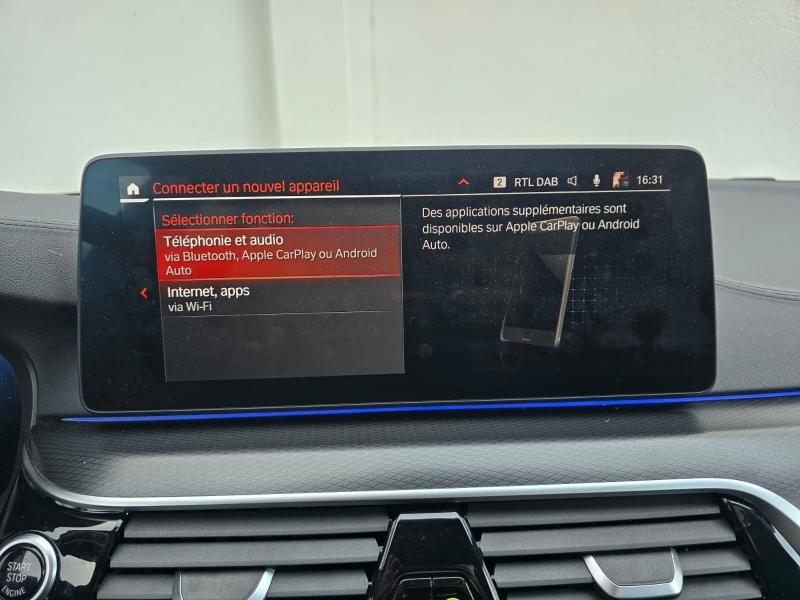 Connecter un nouvel appareil
2 RTL DAB 16:31
Sélectionner fonction:
Téléphonie et audio
via Bluetooth, Apple CarPlay ou Android
Auto
Internet, apps
via Wi-Fi
Des applications supplémentaires sont
disponibles sur Apple CarPlay ou Android
Auto.
START
STOP
ENGINE